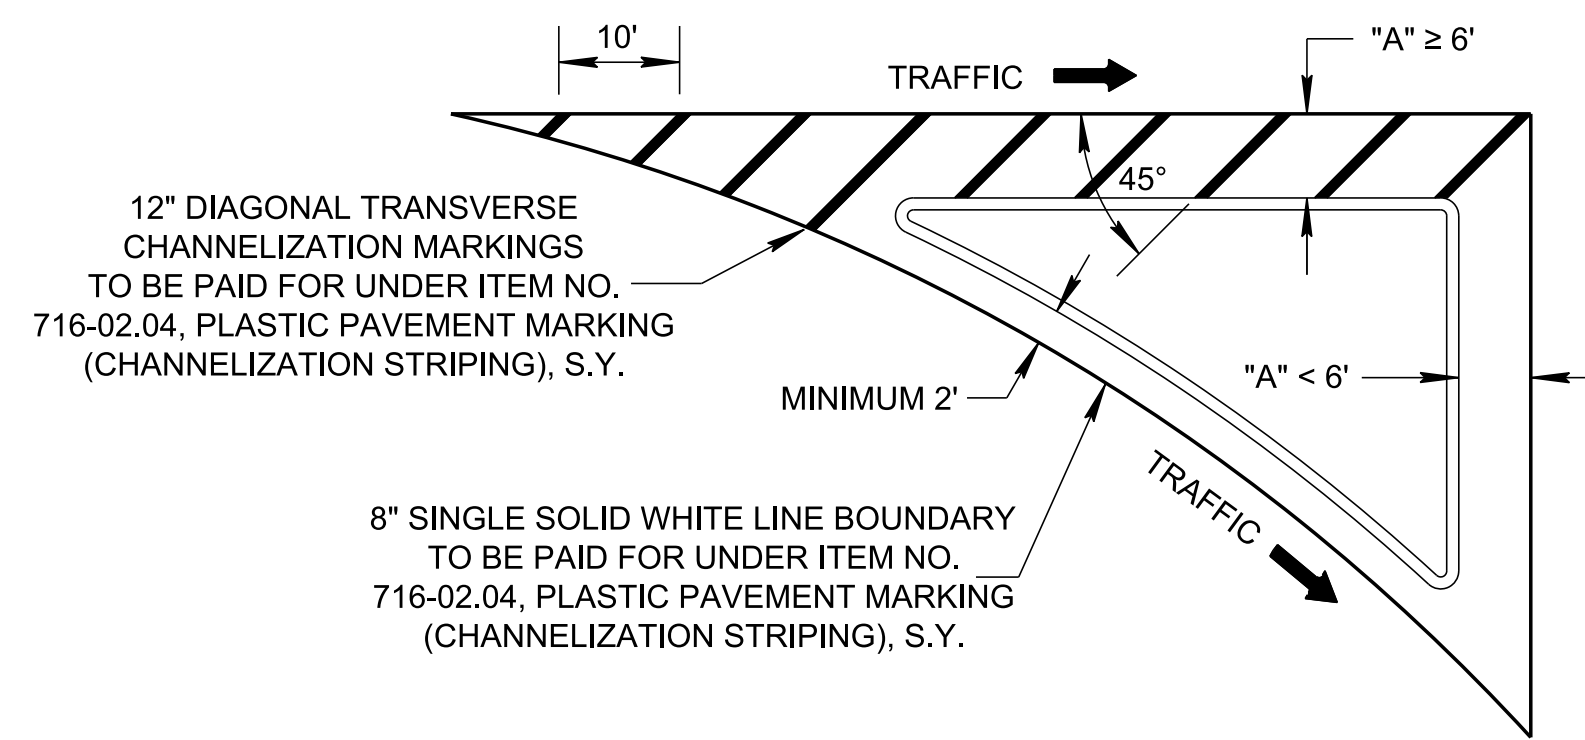 10'
"A" ≥ 6'
TRAFFIC
45°
12" DIAGONAL TRANSVERSE
CHANNELIZATION MARKINGS
TO BE PAID FOR UNDER ITEM NO.
716-02.04, PLASTIC PAVEMENT MARKING
(CHANNELIZATION STRIPING), S.Y.
"A" < 6'
MINIMUM 2'
TRAFFIC
8" SINGLE SOLID WHITE LINE BOUNDARY
TO BE PAID FOR UNDER ITEM NO.
716-02.04, PLASTIC PAVEMENT MARKING
(CHANNELIZATION STRIPING), S.Y.